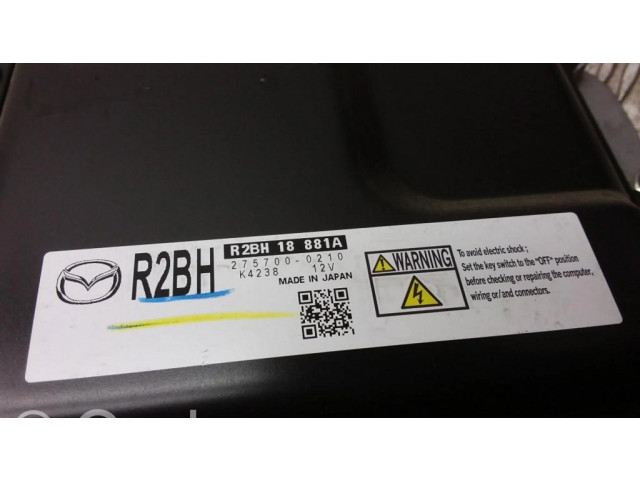 R2BH
R2BH 18 881A
275700-0210
K4238 12V
MADE IN JAPAN
WARNING
To avoid electric shock ;
Set the key switch to the "OFF" position
before checking or repairing the computer,
wiring or/and connectors.